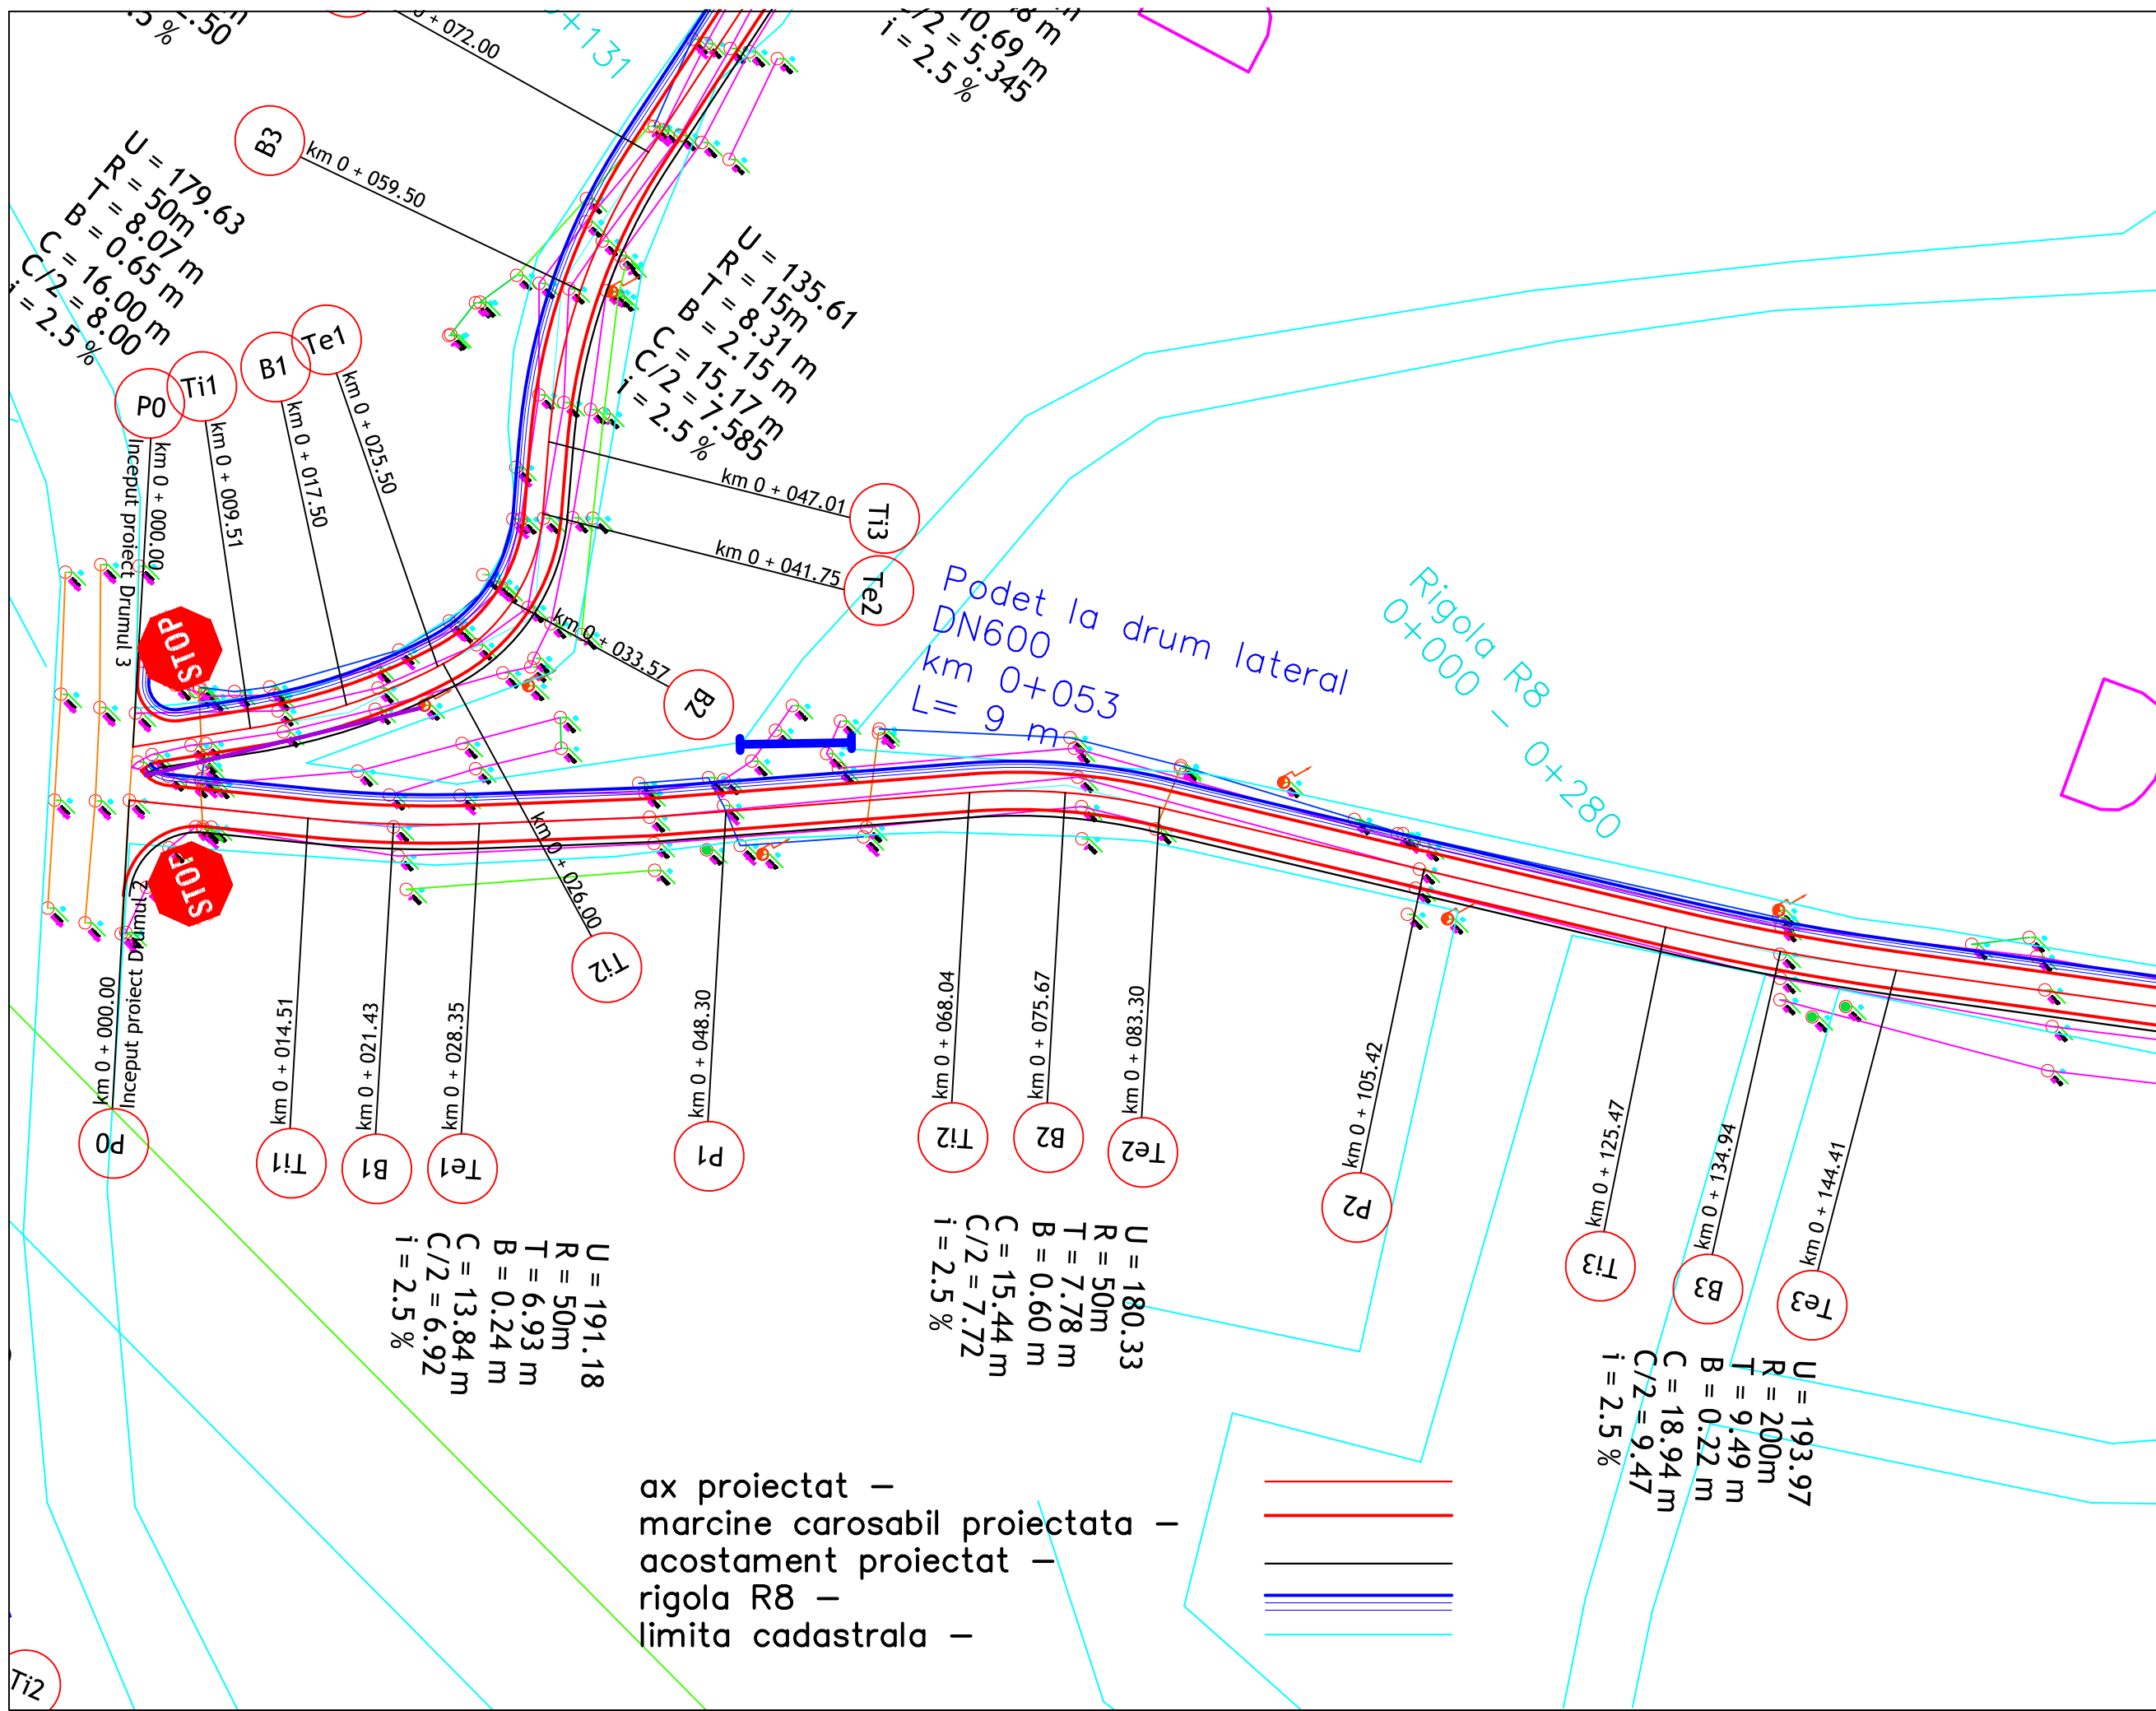 2.50
.5 %
0 + 072.00
0+131
10.69 m
C/2 = 5.345
i = 2.5 %
B3
km 0 + 059.50
U = 179.63
R = 50m
T = 8.07 m
B = 0.65 m
C = 16.00 m
C/2 = 8.00
i = 2.5 %
U = 135.61
R = 15m
T = 8.31 m
B = 2.15 m
C = 15.17 m
C/2 = 7.585
i = 2.5 %
P0
Ti1
B1
Te1
km 0 + 000.00
Inceput proiect Drumul 3
km 0 + 009.51
km 0 + 017.50
km 0 + 025.50
km 0 + 047.01
Ti3
km 0 + 041.75
Te2
km 0 + 033.57
B2
STOP
Podet la drum lateral
DN600
km 0+053
L= 9 m
Rigola R8
0+000 - 0+280
STOP
km 0 + 026.00
Ti2
km 0 + 000.00
Inceput proiect Drumul 2
P0
km 0 + 014.51
Ti1
km 0 + 021.43
B1
km 0 + 028.35
Te1
km 0 + 048.30
P1
km 0 + 068.04
Ti2
km 0 + 075.67
B2
km 0 + 083.30
Te2
km 0 + 105.42
P2
km 0 + 125.47
Ti3
km 0 + 134.94
B3
km 0 + 144.41
Te3
U = 191.18
R = 50m
T = 6.93 m
B = 0.24 m
C = 13.84 m
C/2 = 6.92
i = 2.5 %
U = 180.33
R = 50m
T = 7.78 m
B = 0.60 m
C = 15.44 m
C/2 = 7.72
i = 2.5 %
U = 193.97
R = 200m
T = 9.49 m
B = 0.22 m
C = 18.94 m
C/2 = 9.47
i = 2.5 %
ax proiectat -
marcine carosabil proiectata -
acostament proiectat -
rigola R8 -
limita cadastrala -
Ti2